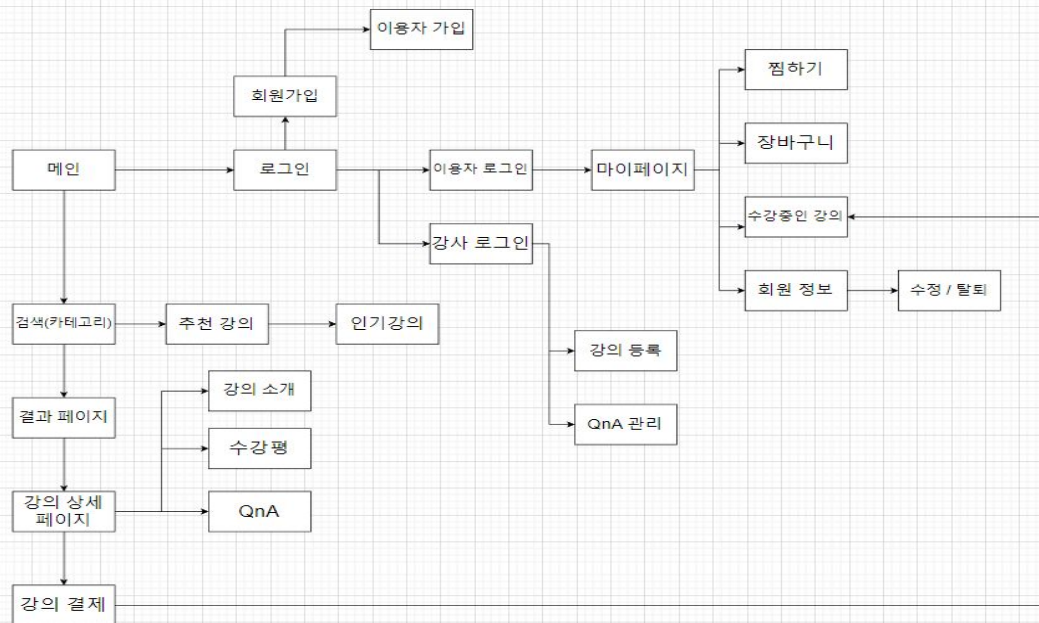 이용자 가입
찜하기
회원가입
장바구니
메인
로그인
이용자 로그인
마이페이지
수강중인 강의
강사 로그인
회원 정보
수정 / 탈퇴
검색(카테고리)
추천 강의
인기강의
강의 등록
강의 소개
결과 페이지
QnA 관리
수강평
강의 상세
페이지
QnA
강의 결제